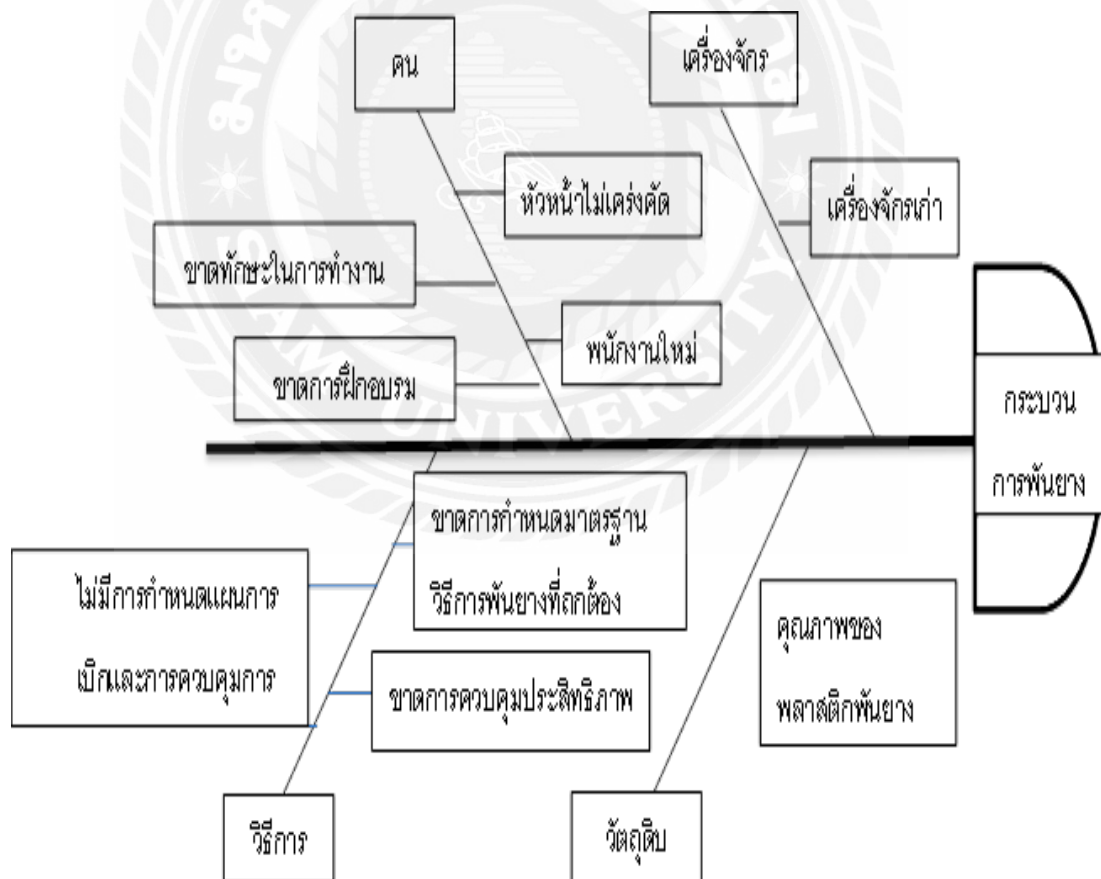 คน
เครื่องจักร
หัวหน้าไม่เคร่งคัด
เครื่องจักรเก่า
ขาดทักษะในการทำงาน
พนักงานใหม่
ขาดการฝึกอบรม
กระบวน
การพันยาง
ขาดการกำหนดมาตรฐาน
วิธีการพันยางที่ถกต้อง
ไม่มีการกำหนดแผนการ
เบิกและการควบคุมการ
คุณภาพของ
พลาสติกพันยาง
ขาดการควบคุมประสิทธิภาพ
วิธีการ
วัตถุดิบ
UNIVERSITY